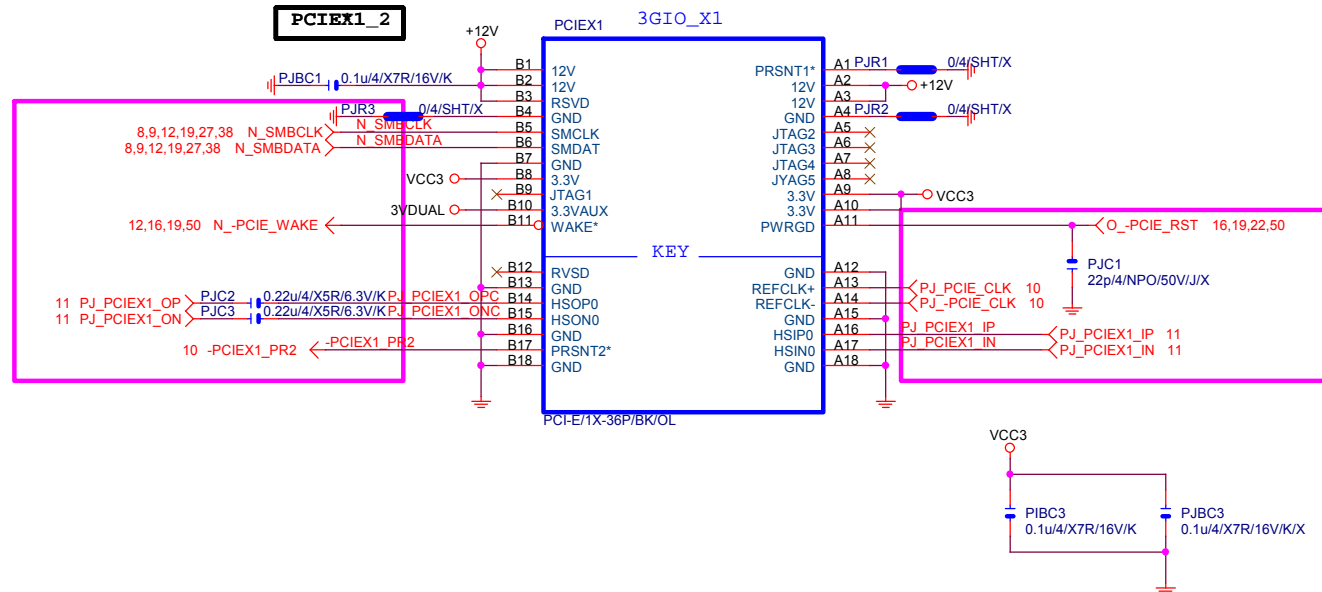 PCIEX1_2
3GIO_X1
PCIEX1
+12V
PJBC1 0.1u/4/X7R/16V/K
B1 12V
B2 12V
B3 RSVD
PJR3 0/4/SHT/X B4 GND
8,9,12,19,27,38 N_SMBCLK N_SMBCLK B5 SMCLK
8,9,12,19,27,38 N_SMBDATA N_SMBDATA B6 SMDAT
B7 GND
VCC3 B8 3.3V
B9 JTAG1
3VDUAL B10 3.3VAUX
12,16,19,50 N_-PCIE_WAKE B11 WAKE*
KEY
B12 RVSD
B13 GND
11 PJ_PCIEX1_OP PJC2 0.22u/4/X5R/6.3V/K PJ_PCIEX1_OPC B14 HSOP0
11 PJ_PCIEX1_ON PJC3 0.22u/4/X5R/6.3V/K PJ_PCIEX1_ONC B15 HSON0
B16 GND
10 -PCIEX1_PR2 -PCIEX1_PR2 B17 PRSNT2*
B18 GND
PRSNT1* A1 PJR1 0/4/SHT/X
12V A2 +12V
12V A3
GND A4 PJR2 0/4/SHT/X
JTAG2 A5
JTAG3 A6
JTAG4 A7
JYAG5 A8
3.3V A9 VCC3
3.3V A10
PWRGD A11 O_-PCIE_RST 16,19,22,50
PJC1
22p/4/NPO/50V/J/X
GND A12
REFCLK+ A13 PJ_PCIE_CLK 10
REFCLK- A14 PJ_-PCIE_CLK 10
GND A15
HSIP0 A16 PJ_PCIEX1_IP PJ_PCIEX1_IP 11
HSIN0 A17 PJ_PCIEX1_IN PJ_PCIEX1_IN 11
GND A18
PCI-E/1X-36P/BK/OL
VCC3
PIBC3
0.1u/4/X7R/16V/K
PJBC3
0.1u/4/X7R/16V/K/X